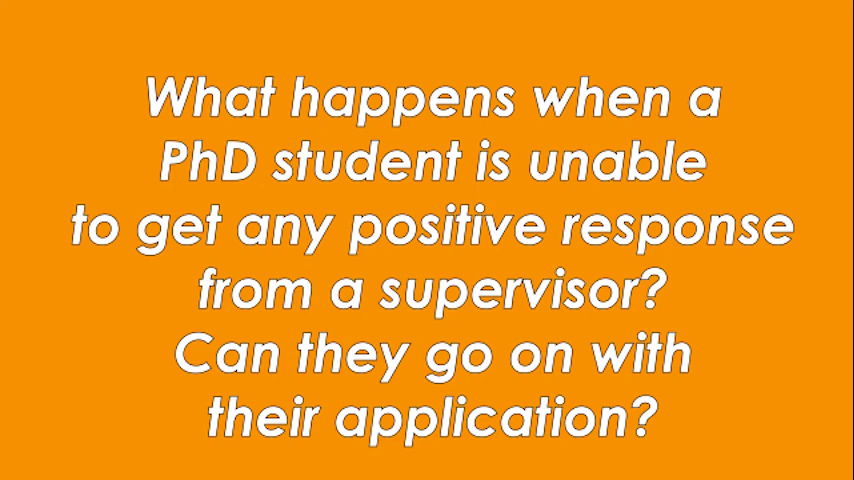 What happens when a
PhD student is unable
to get any positive response
from a supervisor?
Can they go on with
their application?